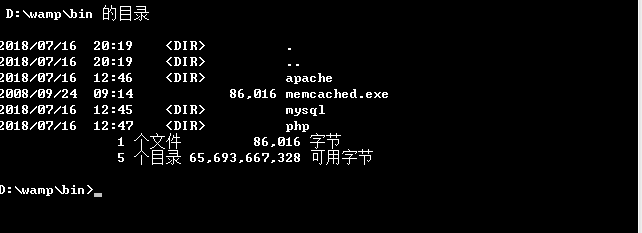 D:\wamp\bin 的目录
2018/07/16  20:19    <DIR>          .
2018/07/16  20:19    <DIR>          ..
2018/07/16  12:46    <DIR>          apache
2008/09/24  09:14            86,016 memcached.exe
2018/07/16  12:45    <DIR>          mysql
2018/07/16  12:47    <DIR>          php
1 个文件         86,016 字节
5 个目录 65,693,667,328 可用字节
D:\wamp\bin>_